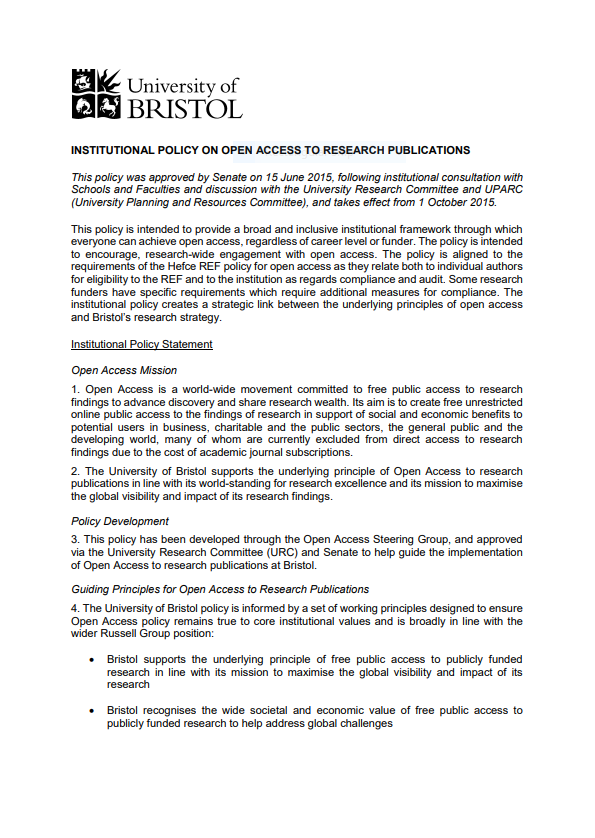 University of
BRISTOL
INSTITUTIONAL POLICY ON OPEN ACCESS TO RESEARCH PUBLICATIONS
This policy was approved by Senate on 15 June 2015, following institutional consultation with
Schools and Faculties and discussion with the University Research Committee and UPARC
(University Planning and Resources Committee), and takes effect from 1 October 2015.
This policy is intended to provide a broad and inclusive institutional framework through which
everyone can achieve open access, regardless of career level or funder. The policy is intended
to encourage, research-wide engagement with open access. The policy is aligned to the
requirements of the Hefce REF policy for open access as they relate both to individual authors
for eligibility to the REF and to the institution as regards compliance and audit. Some research
funders have specific requirements which require additional measures for compliance. The
institutional policy creates a strategic link between the underlying principles of open access
and Bristol's research strategy.
Institutional Policy Statement
Open Access Mission
1. Open Access is a world-wide movement committed to free public access to research
findings to advance discovery and share research wealth. Its aim is to create free unrestricted
online public access to the findings of research in support of social and economic benefits to
potential users in business, charitable and the public sectors, the general public and the
developing world, many of whom are currently excluded from direct access to research
findings due to the cost of academic journal subscriptions.
2. The University of Bristol supports the underlying principle of Open Access to research
publications in line with its world-standing for research excellence and its mission to maximise
the global visibility and impact of its research findings.
Policy Development
3. This policy has been developed through the Open Access Steering Group, and approved
via the University Research Committee (URC) and Senate to help guide the implementation
of Open Access to research publications at Bristol.
Guiding Principles for Open Access to Research Publications
4. The University of Bristol policy is informed by a set of working principles designed to ensure
Open Access policy remains true to core institutional values and is broadly in line with the
wider Russell Group position:
• Bristol supports the underlying principle of free public access to publicly funded
research in line with its mission to maximise the global visibility and impact of its
research
• Bristol recognises the wide societal and economic value of free public access to
publicly funded research to help address global challenges